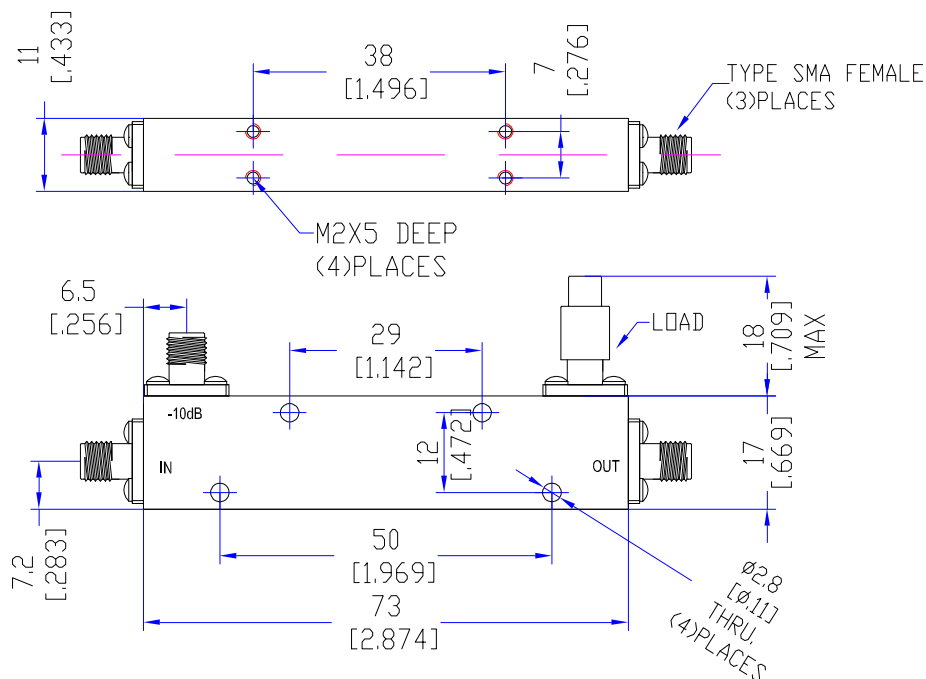 11
[.433]
38
[1.496]
7
[.276]
TYPE SMA FEMALE
(3)PLACES
M2X5 DEEP
(4)PLACES
6.5
[.256]
29
[1.142]
LOAD
18
[.709]
MAX
-10dB
12
[.472]
17
[.669]
IN
OUT
7.2
[.283]
50
[1.969]
73
[2.874]
Ø2.8
[Ø.11]
THRU.
(4)PLACES